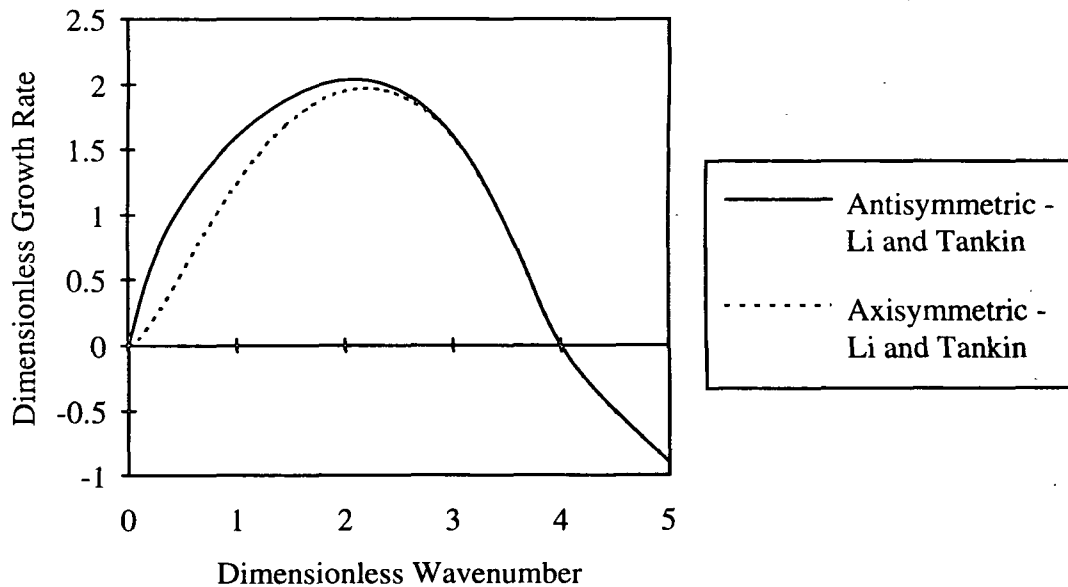 Dimensionless Growth Rate
2.5
2
1.5
1
0.5
0
-0.5
-1
0 1 2 3 4 5
Dimensionless Wavenumber
Antisymmetric -
Li and Tankin
Axisymmetric -
Li and Tankin